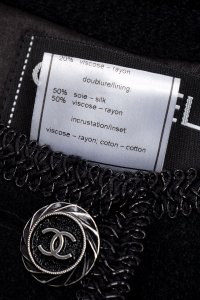 20% viscose – rayon
doublure/lining
50% soie – silk
50% viscose – rayon
incrustation/inset
viscose – rayon, coton – cotton